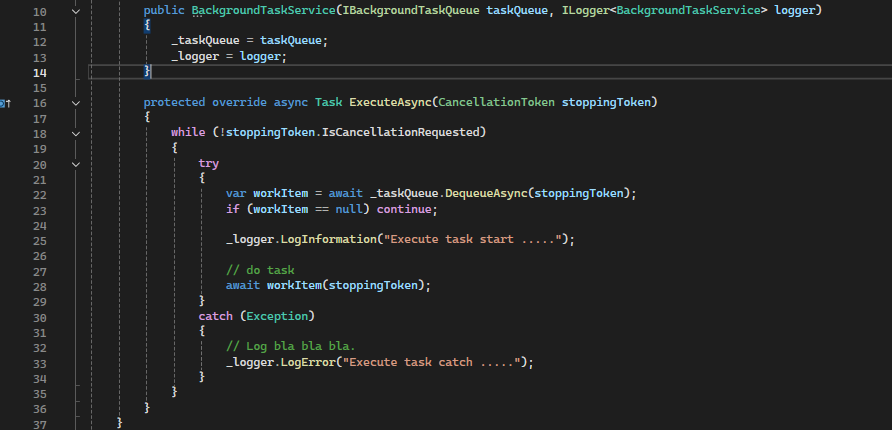 10 public BackgroundTaskService(IBackgroundTaskQueue taskQueue, ILogger<BackgroundTaskService> logger)
11 {
12 _taskQueue = taskQueue;
13 _logger = logger;
14 }
15
16 protected override async Task ExecuteAsync(CancellationToken stoppingToken)
17 {
18 while (!stoppingToken.IsCancellationRequested)
19 {
20 try
21 {
22 var workItem = await _taskQueue.DequeueAsync(stoppingToken);
23 if (workItem == null) continue;
24
25 _logger.LogInformation("Execute task start .....");
26
27 // do task
28 await workItem(stoppingToken);
29 }
30 catch (Exception)
31 {
32 // Log bla bla bla.
33 _logger.LogError("Execute task catch .....");
34 }
35 }
36 }
37 }